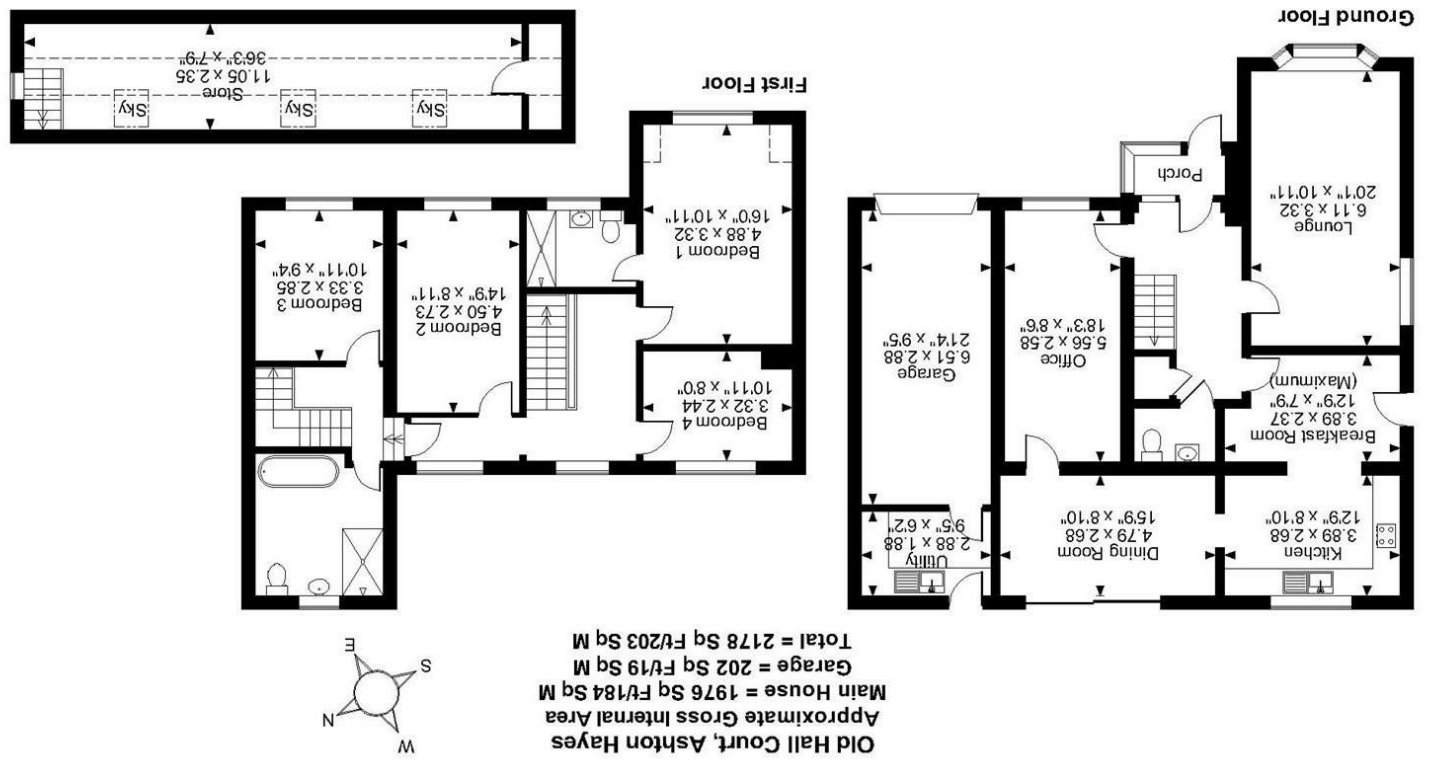 Old Hall Court, Ashton Hayes
Approximate Gross Internal Area
Main House = 1976 Sq Ft/184 Sq M
Garage = 202 Sq Ft/19 Sq M
Total = 2178 Sq Ft/203 Sq M
W
N
S
E
Kitchen
3.89 x 2.68
12'9" x 8'10"
Dining Room
4.79 x 2.68
15'9" x 8'10"
Utility
2.88 x 1.88
9'5" x 6'2"
Breakfast Room
3.89 x 2.37
12'9" x 7'9"
(Maximum)
Office
5.56 x 2.58
18'3" x 8'6"
Garage
6.51 x 2.88
21'4" x 9'5"
Lounge
6.11 x 3.32
20'1" x 10'11"
Porch
Ground Floor
Bedroom 4
3.32 x 2.44
10'11" x 8'0"
Bedroom 2
4.50 x 2.73
14'9" x 8'11"
Bedroom 3
3.33 x 2.85
10'11" x 9'4"
Bedroom 1
4.88 x 3.32
16'0" x 10'11"
First Floor
Sky
Sky
Sky
Store
11.05 x 2.35
36'3" x 7'9"